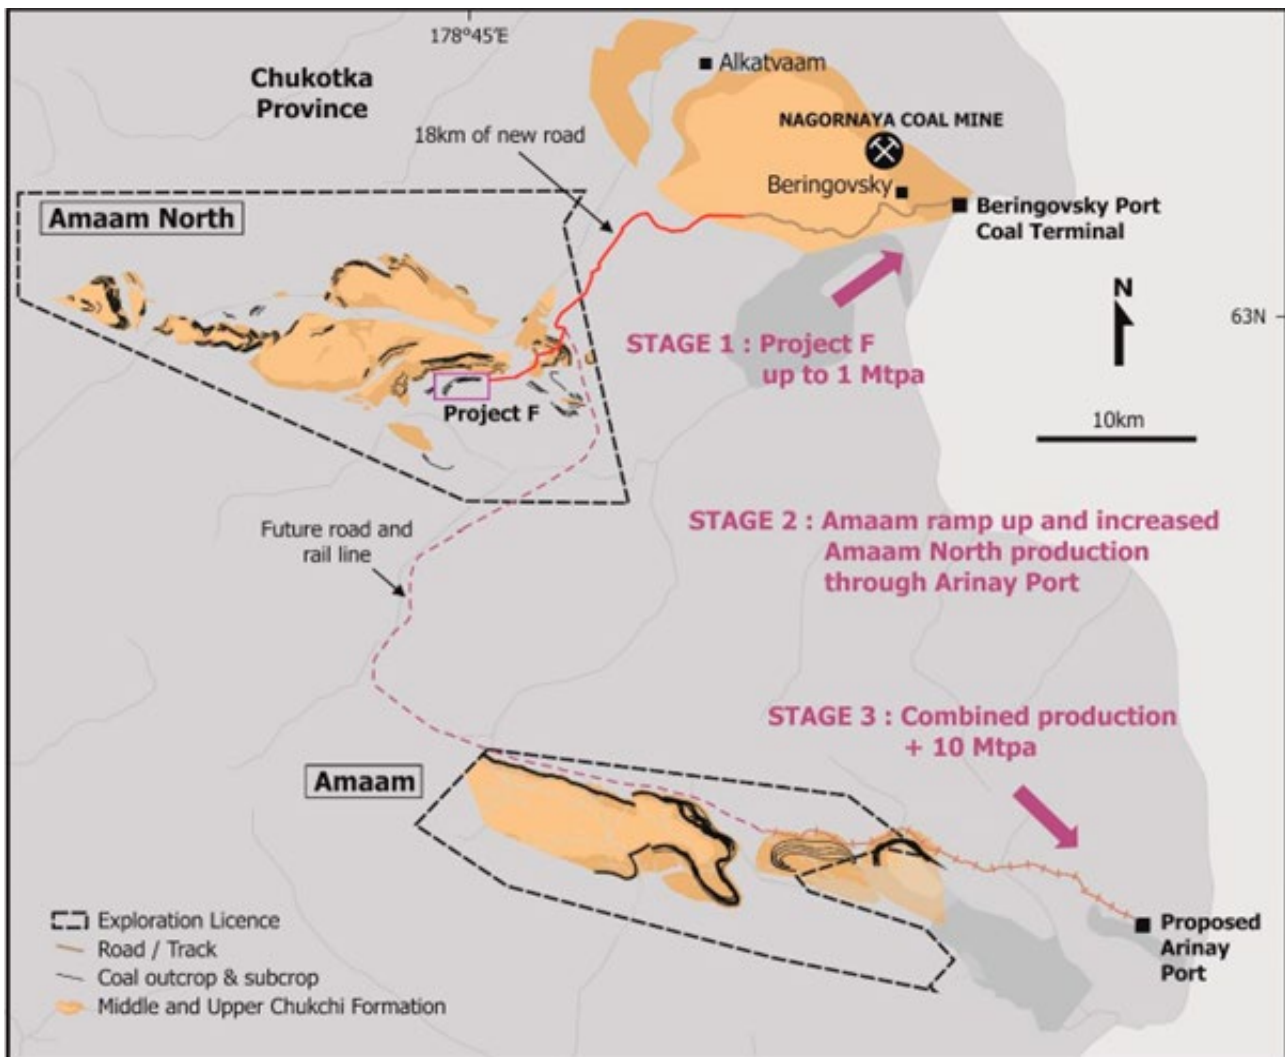 178°45'E
Chukotka
Province
Alkatvaam
18km of new road
NAGORNAYA COAL MINE
Beringovsky
Beringovsky Port
Coal Terminal
Amaam North
N
63N
STAGE 1 : Project F
up to 1 Mtpa
Project F
10km
Future road and
rail line
STAGE 2 : Amaam ramp up and increased
Amaam North production
through Arinay Port
STAGE 3 : Combined production
+ 10 Mtpa
Amaam
Proposed
Arinay
Port
Exploration Licence
Road / Track
Coal outcrop & subcrop
Middle and Upper Chukchi Formation